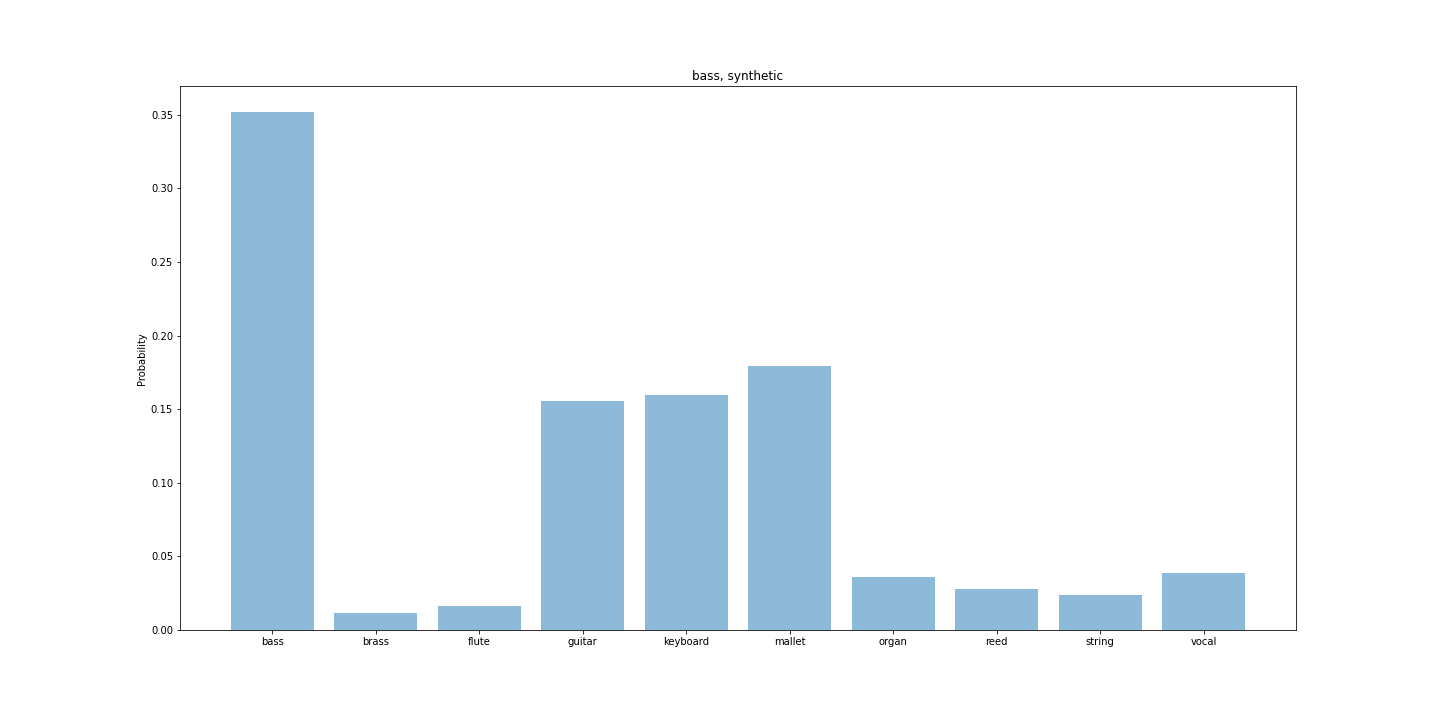 bass, synthetic
Probability
0.35
0.30
0.25
0.20
0.15
0.10
0.05
0.00
bass brass flute guitar keyboard mallet organ reed string vocal